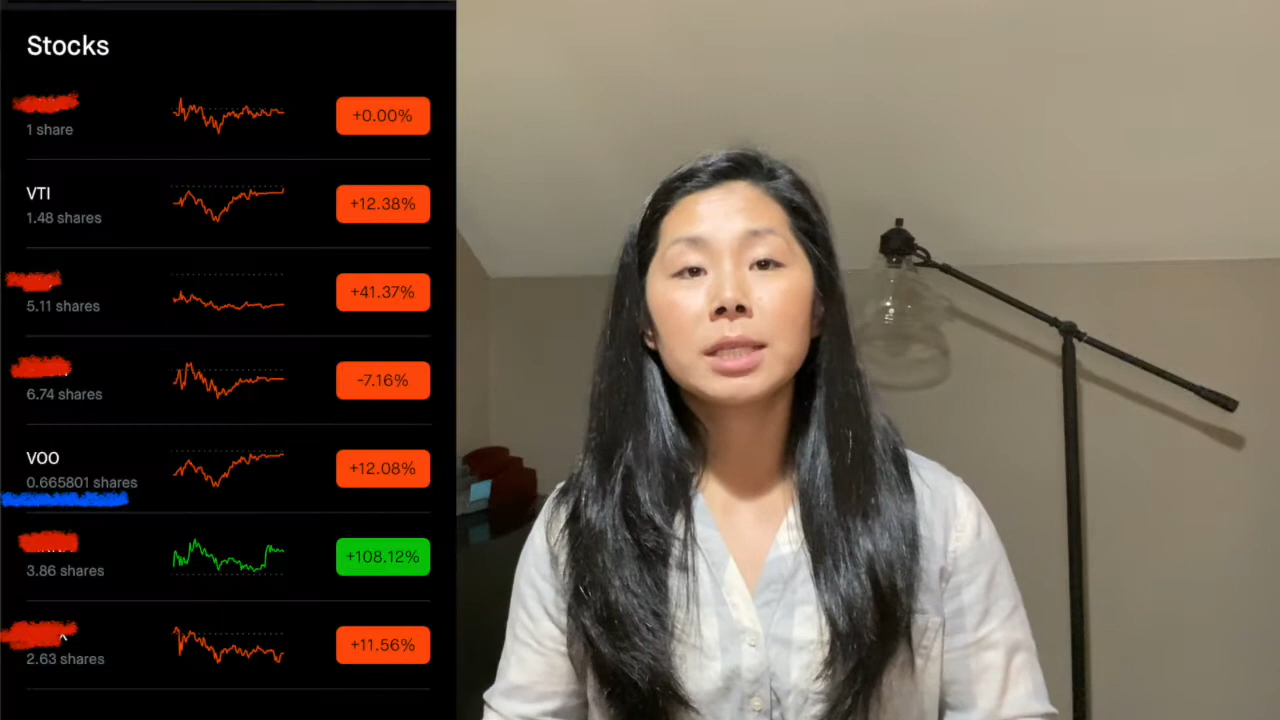 Stocks
1 share
+0.00%
VTI
1.48 shares
+12.38%
5.11 shares
+41.37%
6.74 shares
-7.16%
VOO
0.665801 shares
+12.08%
3.86 shares
+108.12%
2.63 shares
+11.56%